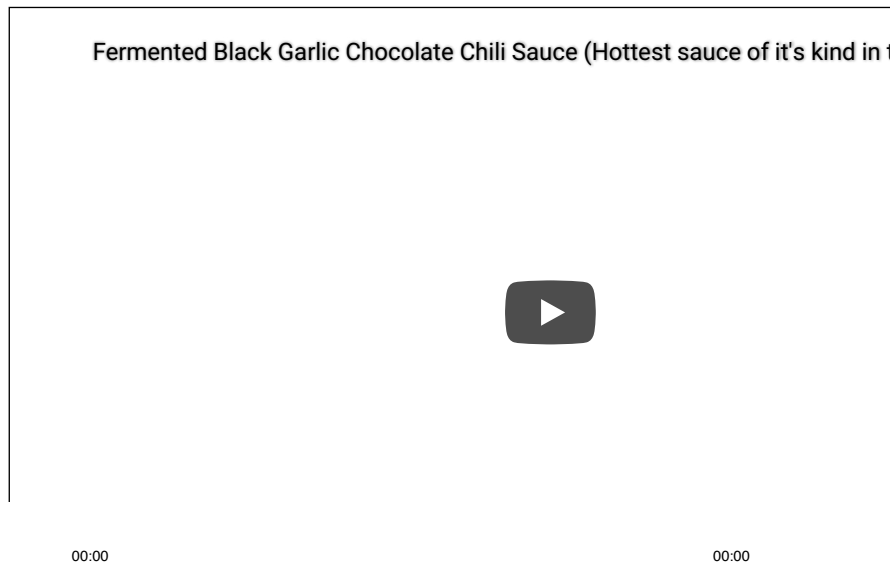 Fermented Black Garlic Chocolate Chili Sauce (Hottest sauce of it's kind in t
00:00 00:00